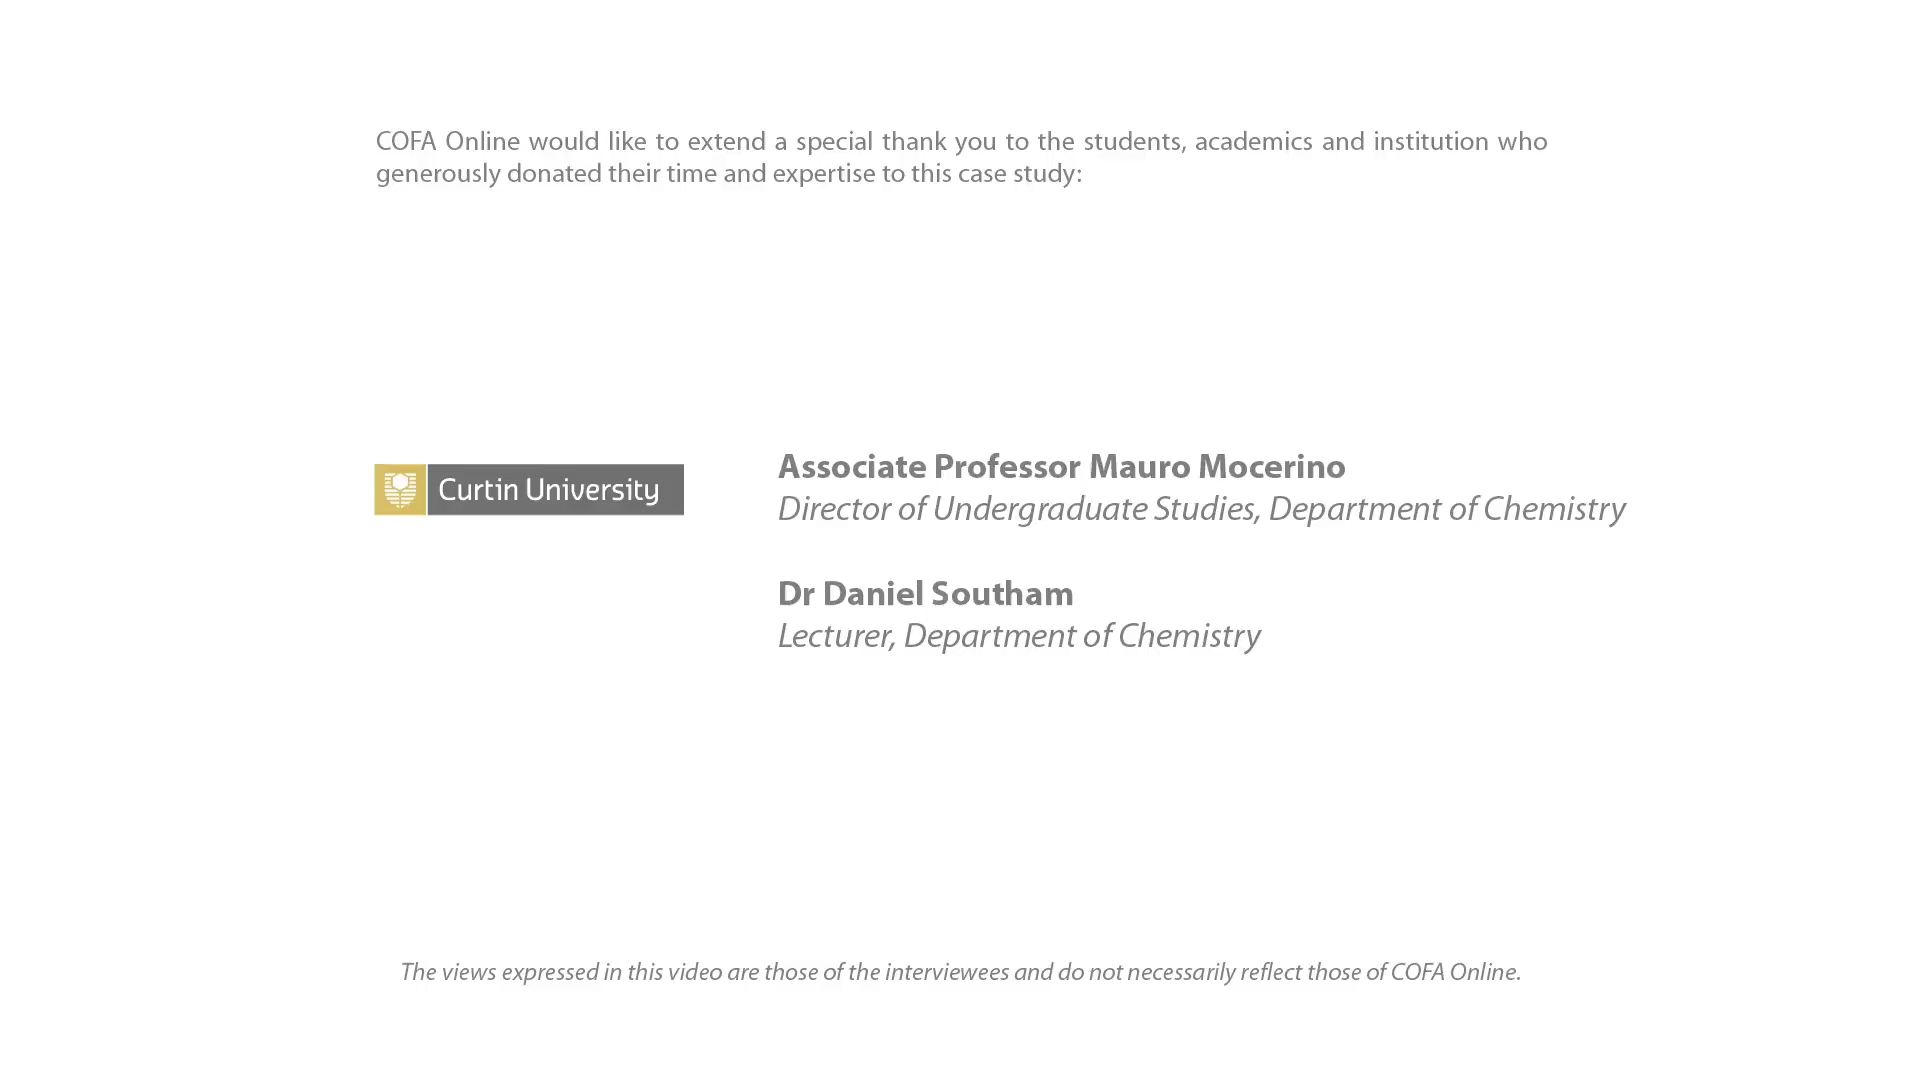 COFA Online would like to extend a special thank you to the students, academics and institution who
generously donated their time and expertise to this case study:
Curtin University
Associate Professor Mauro Mocerino
Director of Undergraduate Studies, Department of Chemistry
Dr Daniel Southam
Lecturer, Department of Chemistry
The views expressed in this video are those of the interviewees and do not necessarily reflect those of COFA Online.